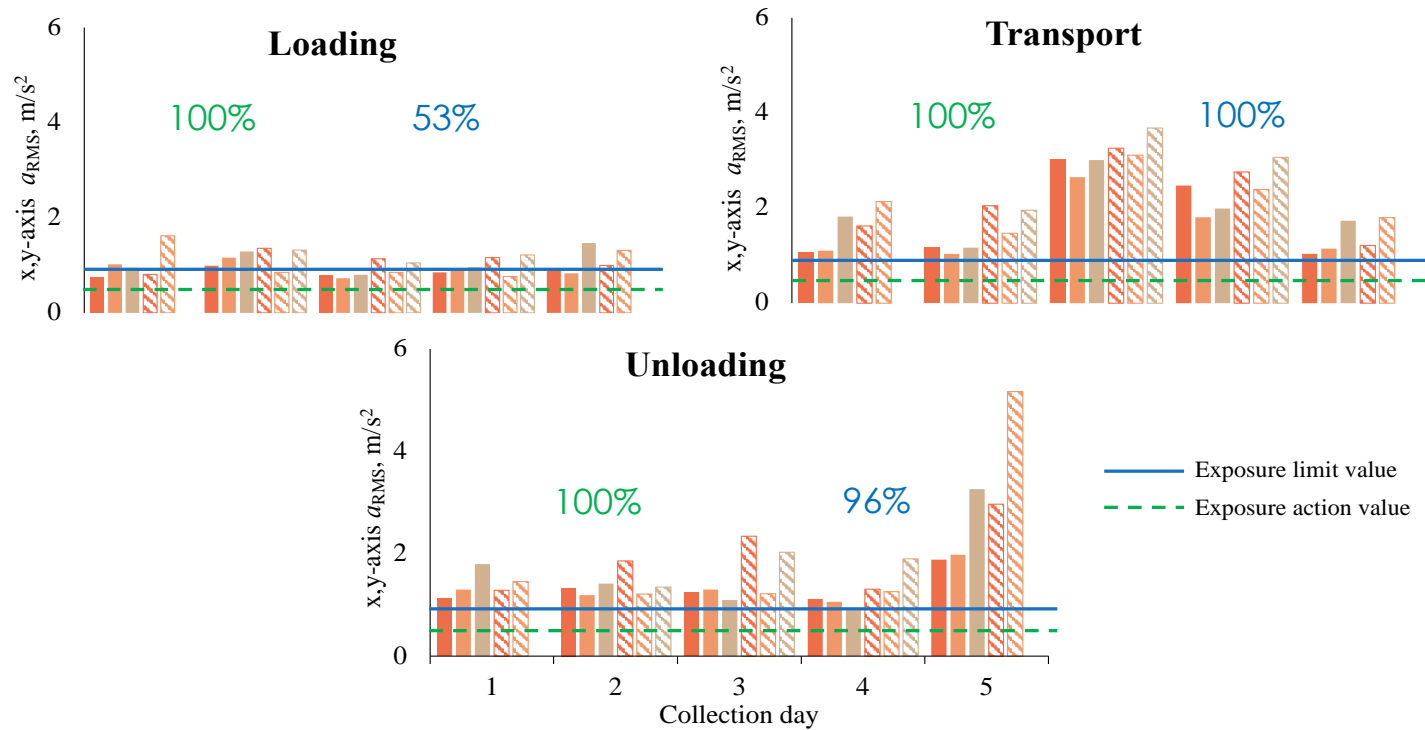 Loading
x,y-axis aRMS, m/s²
6
4
2
0
100%
53%
Transport
x,y-axis aRMS, m/s²
6
4
2
0
100%
100%
Unloading
x,y-axis aRMS, m/s²
6
4
2
0
100%
96%
1 2 3 4 5
Collection day
Exposure limit value
Exposure action value